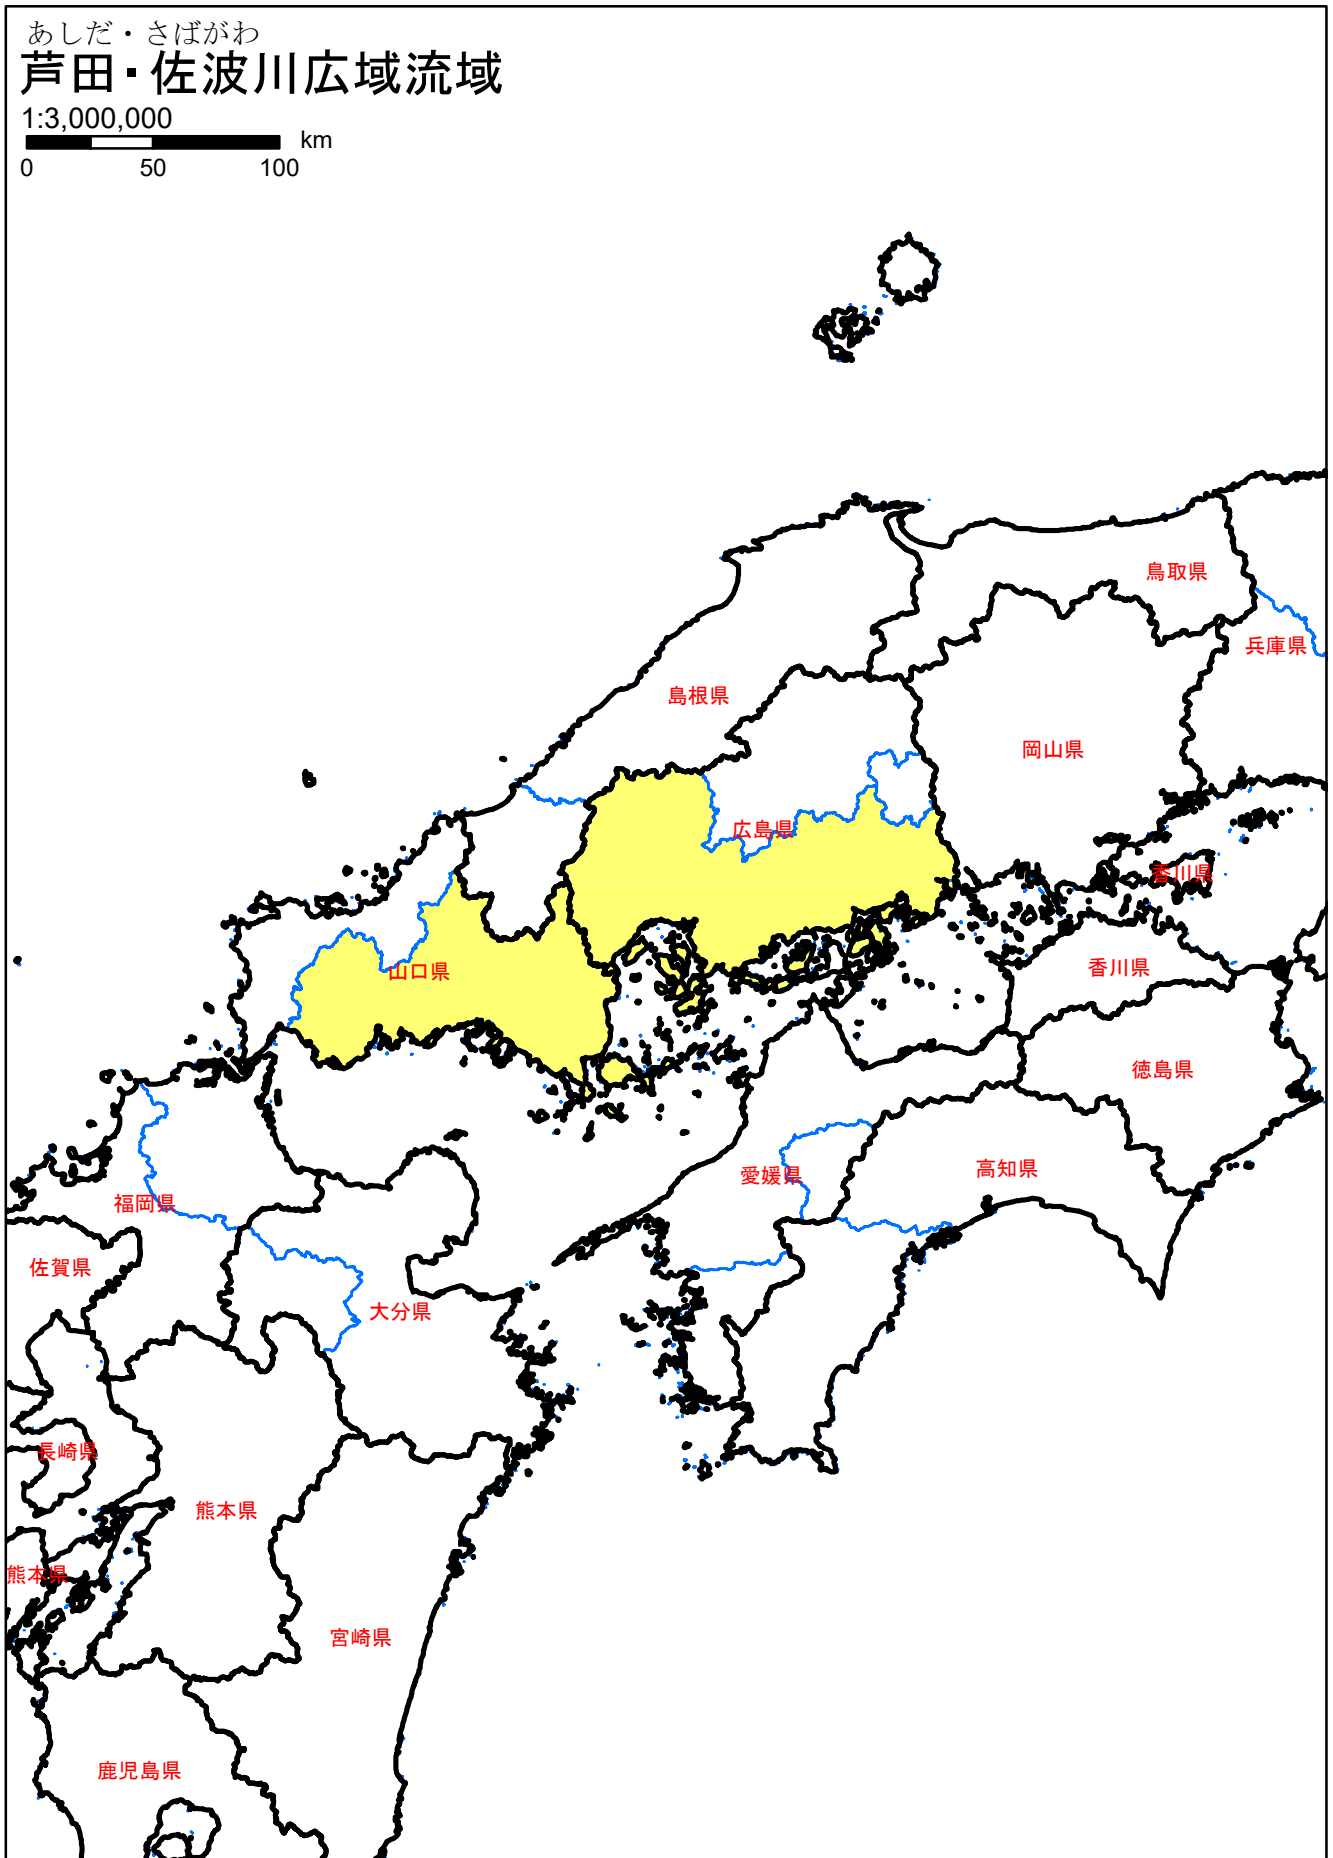 あしだ・さばがわ
芦田・佐波川広域流域
1:3,000,000
km
0 50 100
鳥取県
兵庫県
島根県
岡山県
広島県
香川県
山口県
香川県
徳島県
高知県
愛媛県
福岡県
佐賀県
大分県
長崎県
熊本県
熊本県
宮崎県
鹿児島県